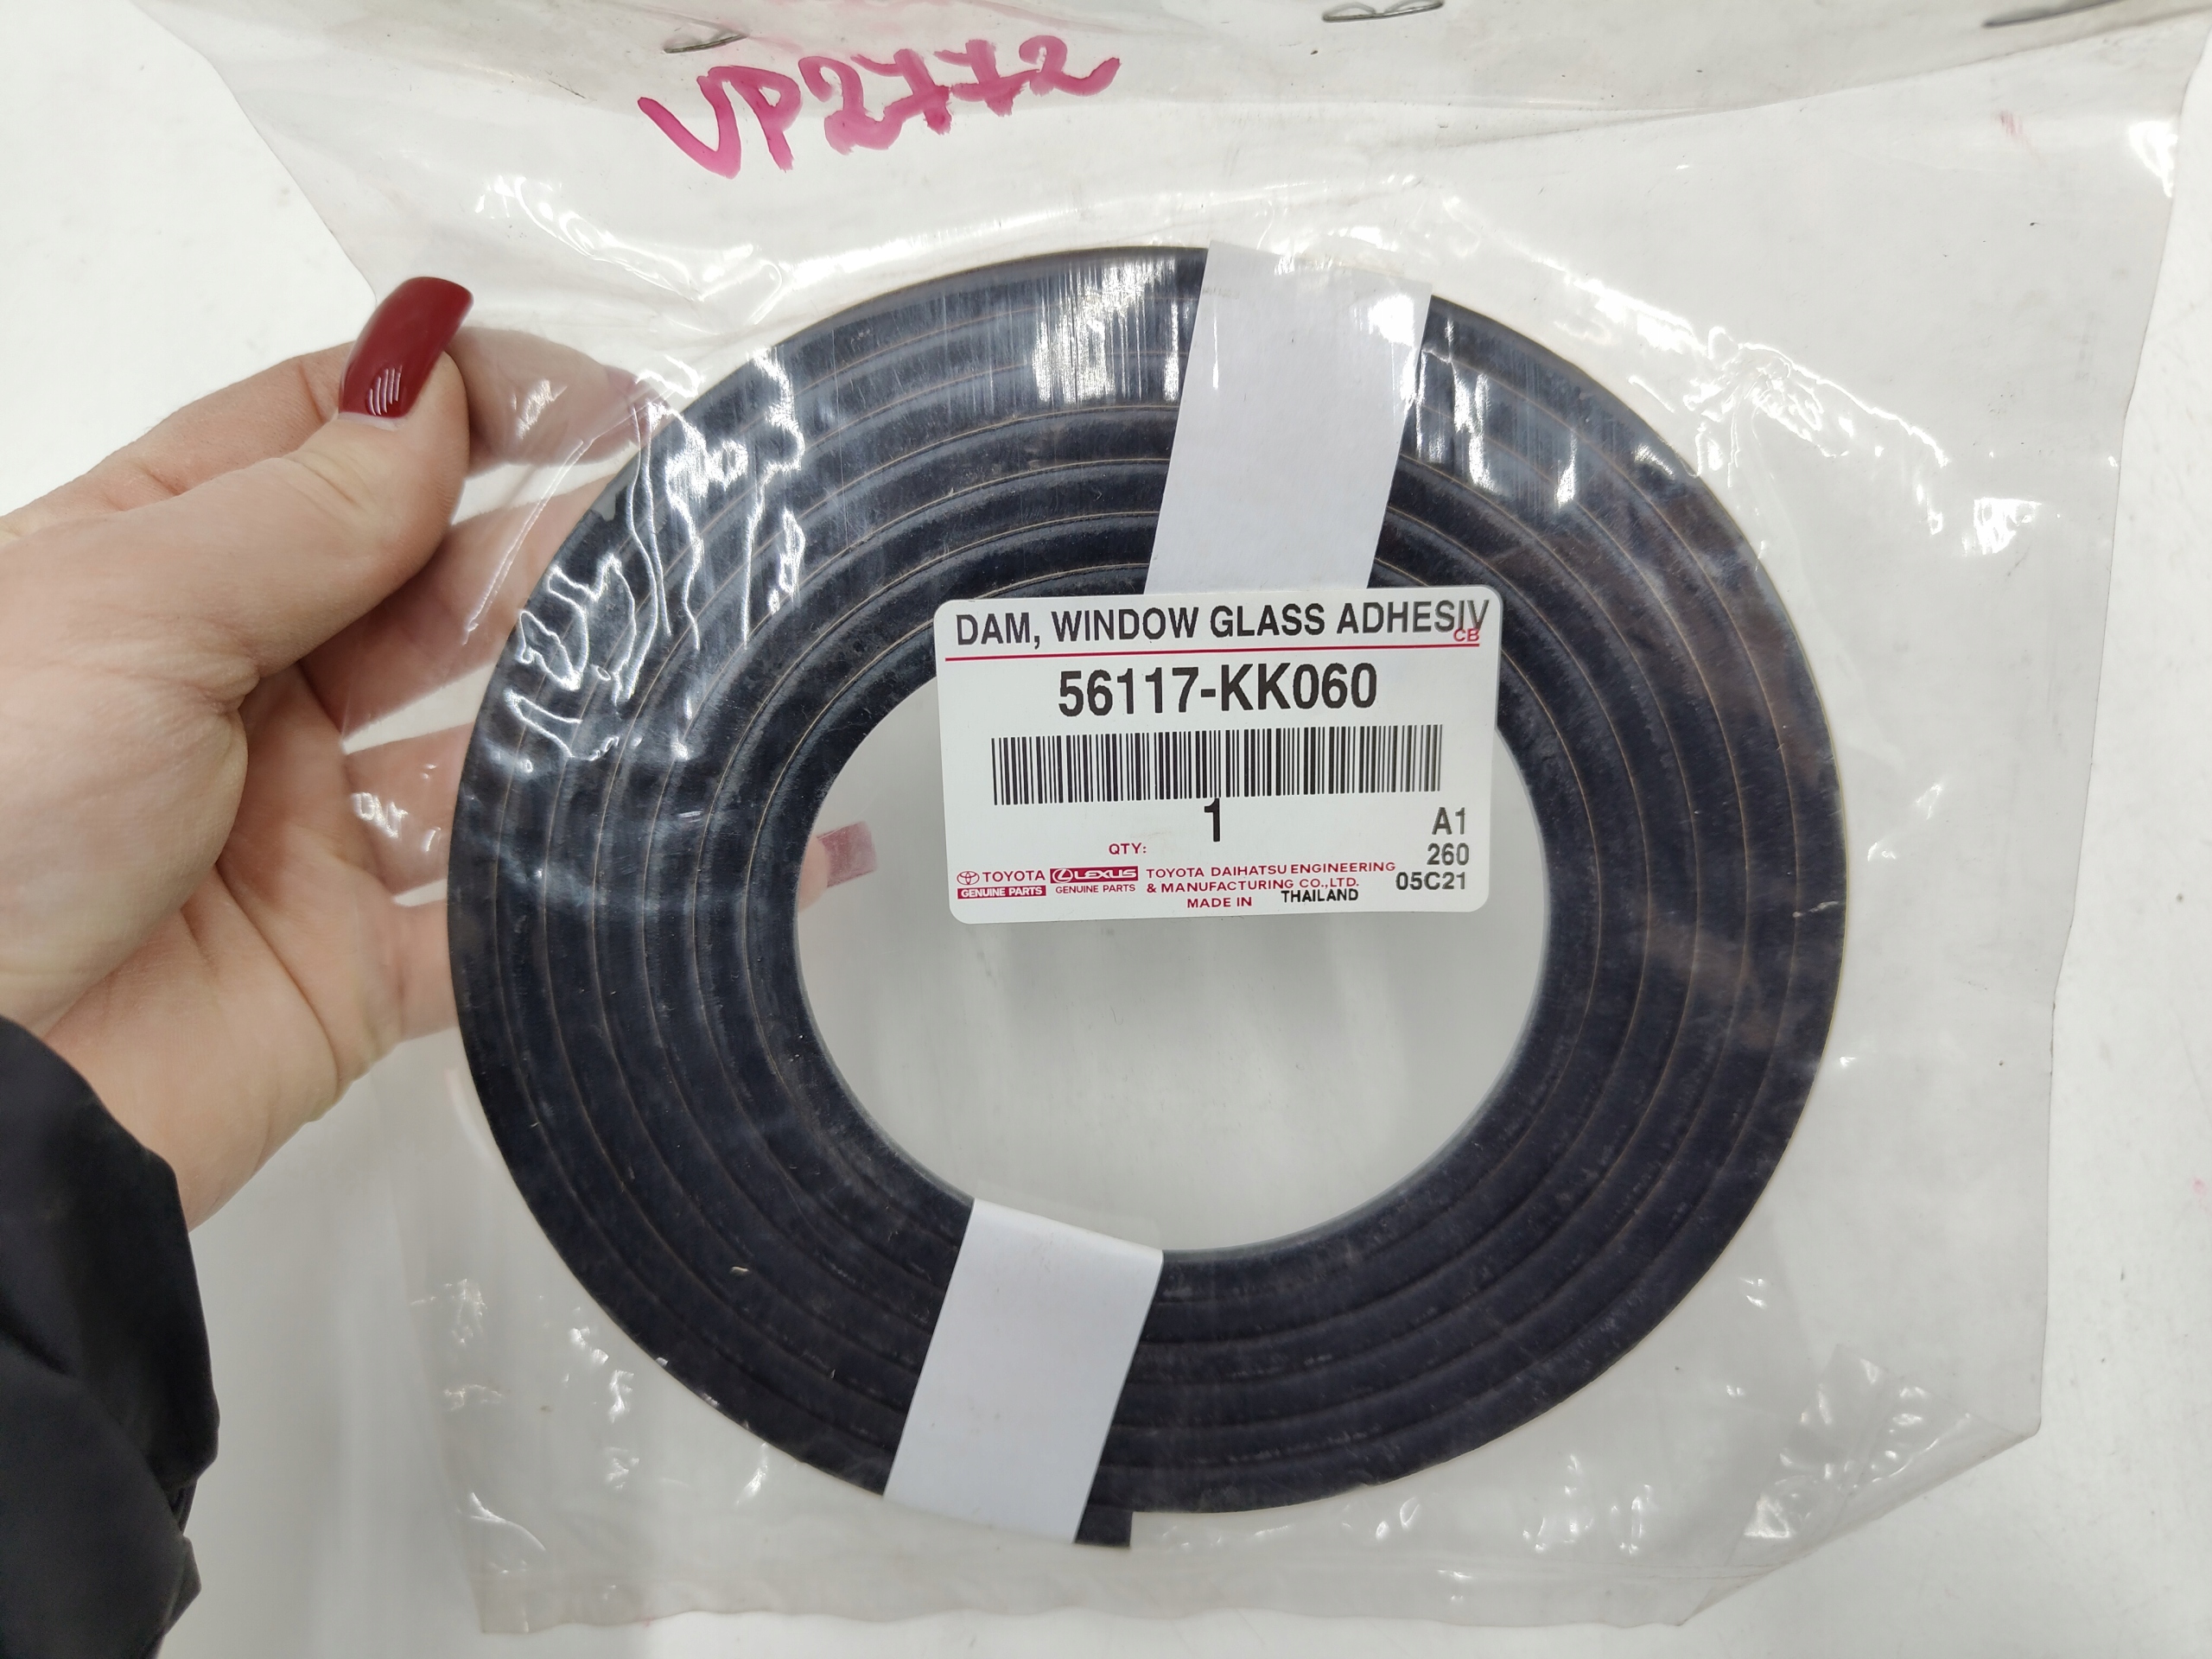 VP2772
DAM, WINDOW GLASS ADHESIV
CB
56117-KK060
1
QTY:
A1
260
05C21
TOYOTA
GENUINE PARTS
LEXUS
GENUINE PARTS
TOYOTA DAIHATSU ENGINEERING
& MANUFACTURING CO.,LTD.
MADE IN THAILAND